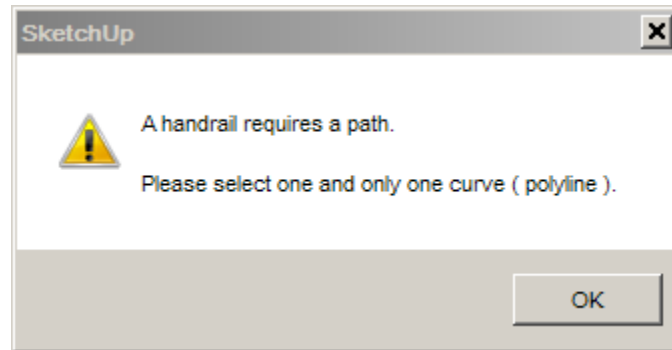 SketchUp
A handrail requires a path.
Please select one and only one curve ( polyline ).
OK